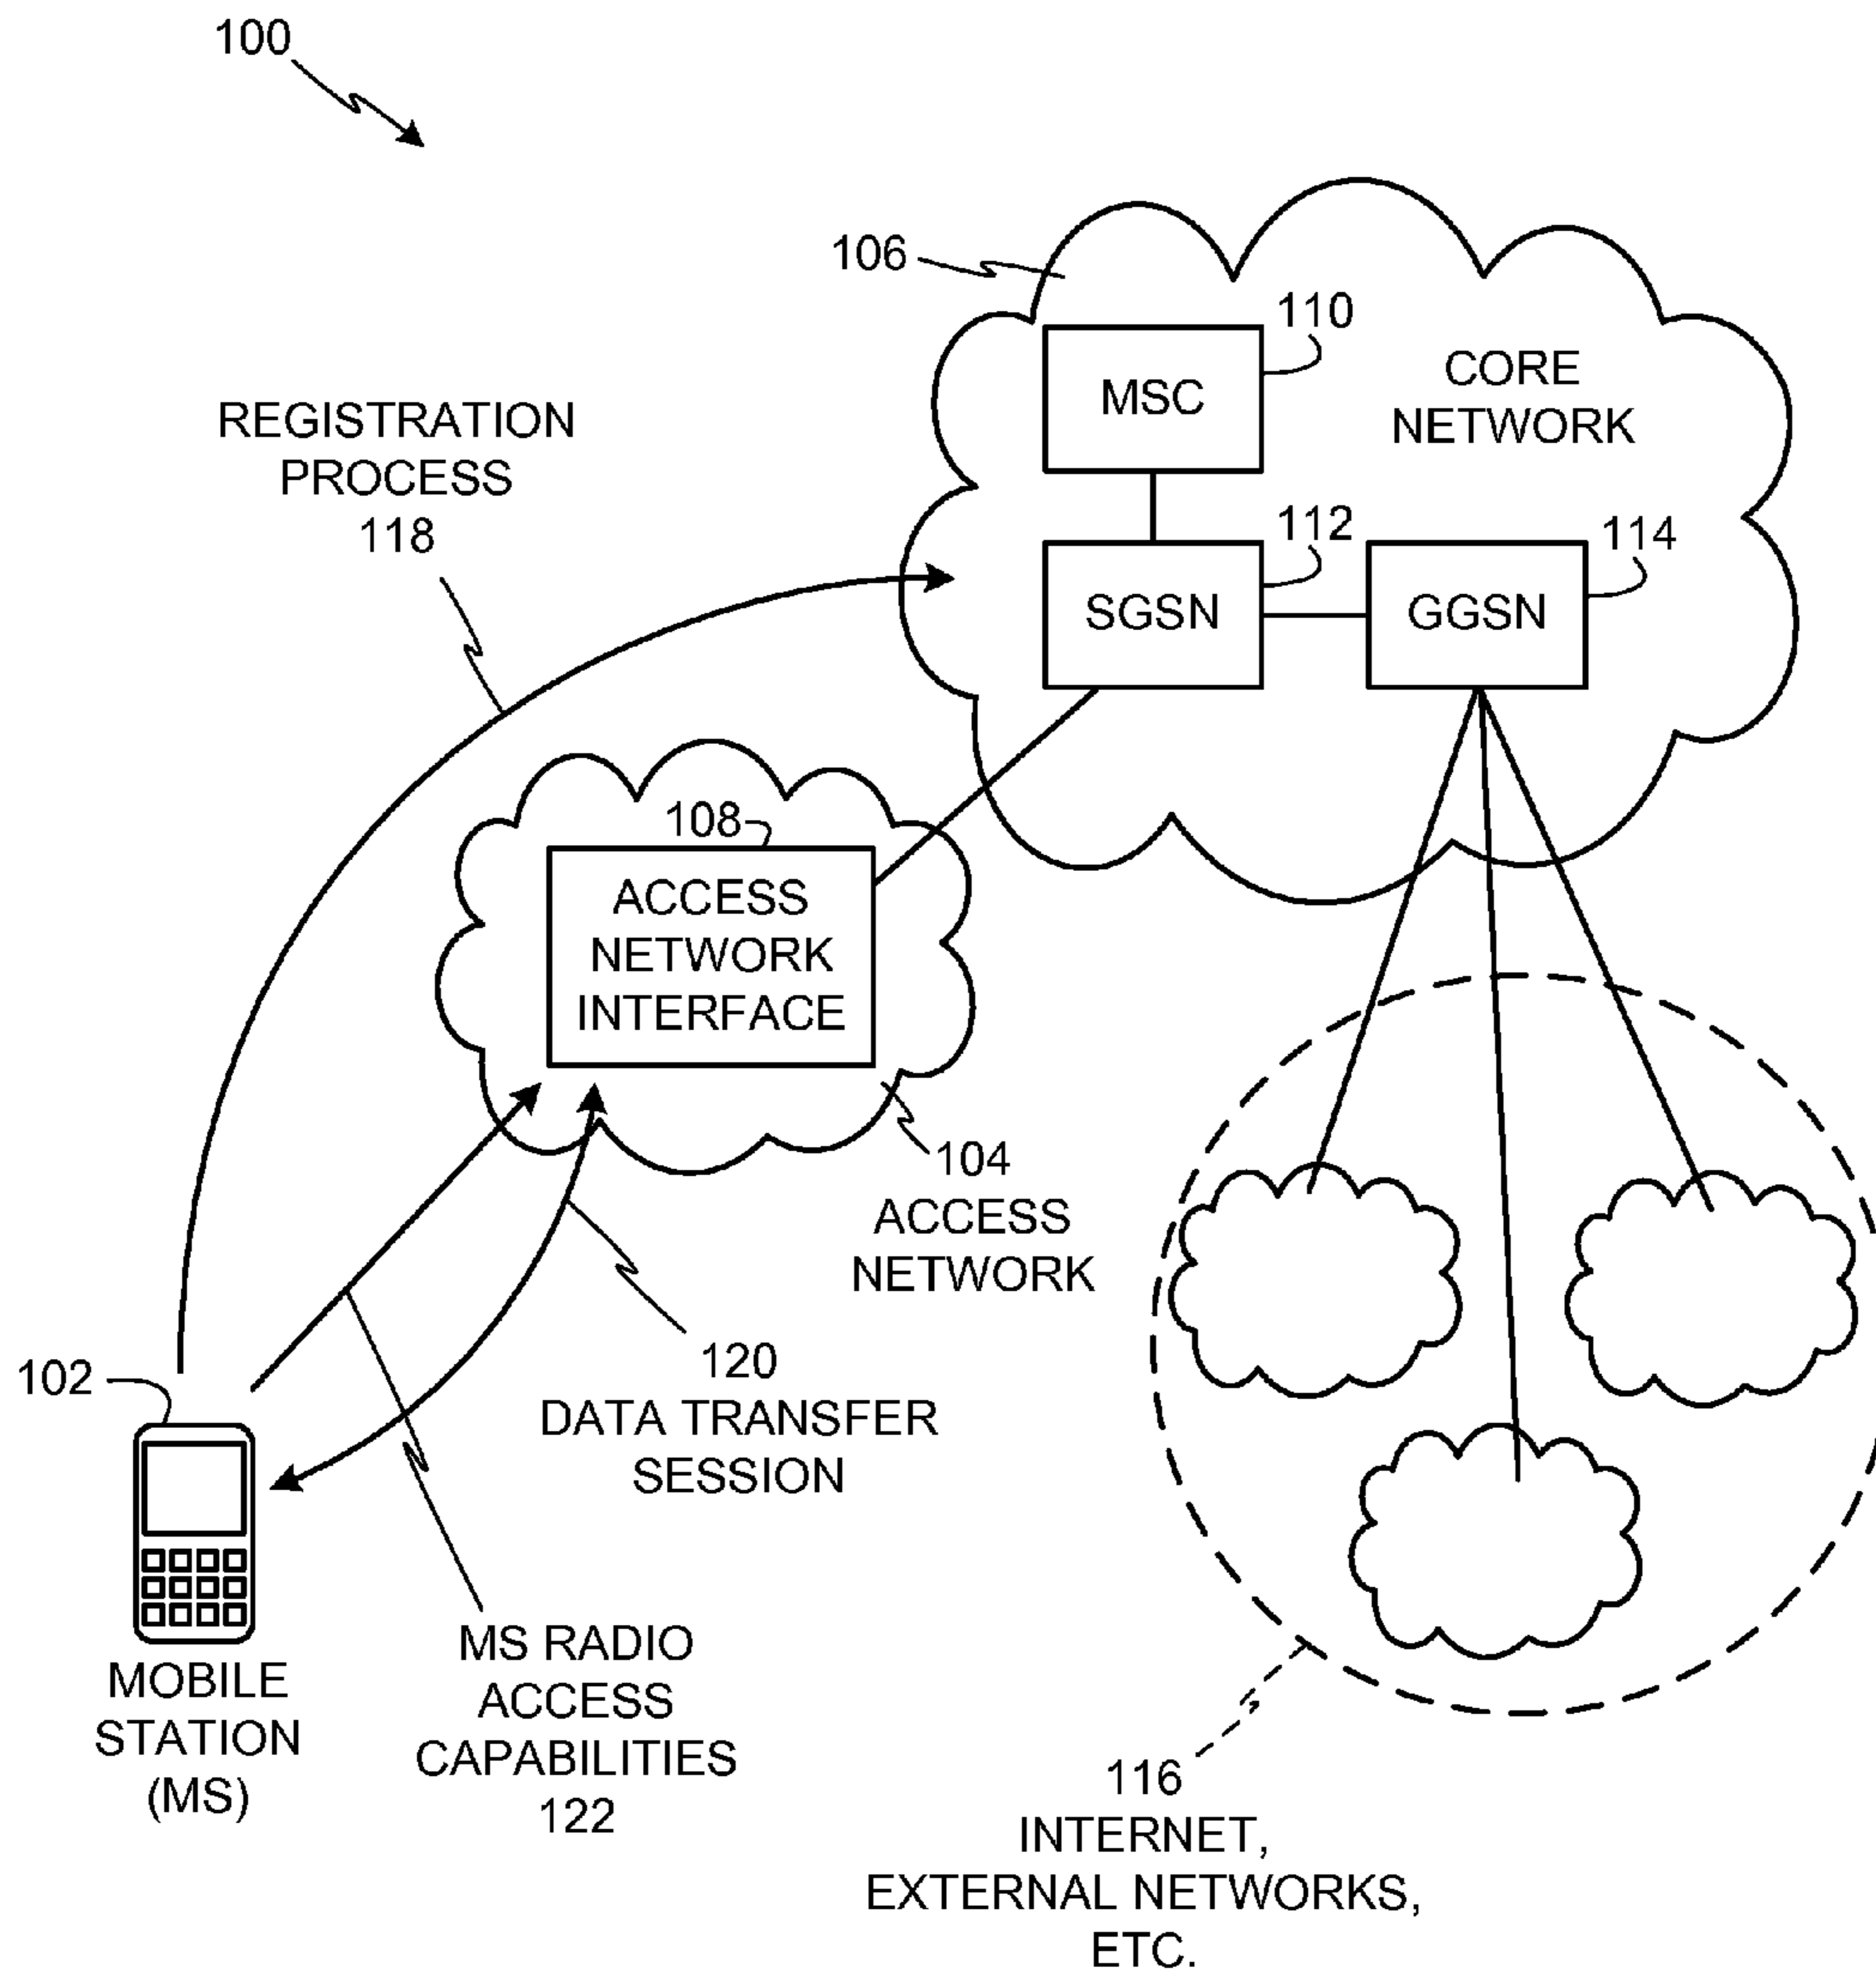 100
106
110
MSC
CORE
NETWORK
REGISTRATION
PROCESS
118
112
114
SGSN
GGSN
108
ACCESS
NETWORK
INTERFACE
104
ACCESS
NETWORK
102
120
DATA TRANSFER
SESSION
MOBILE
STATION
(MS)
MS RADIO
ACCESS
CAPABILITIES
122
116
INTERNET,
EXTERNAL NETWORKS,
ETC.